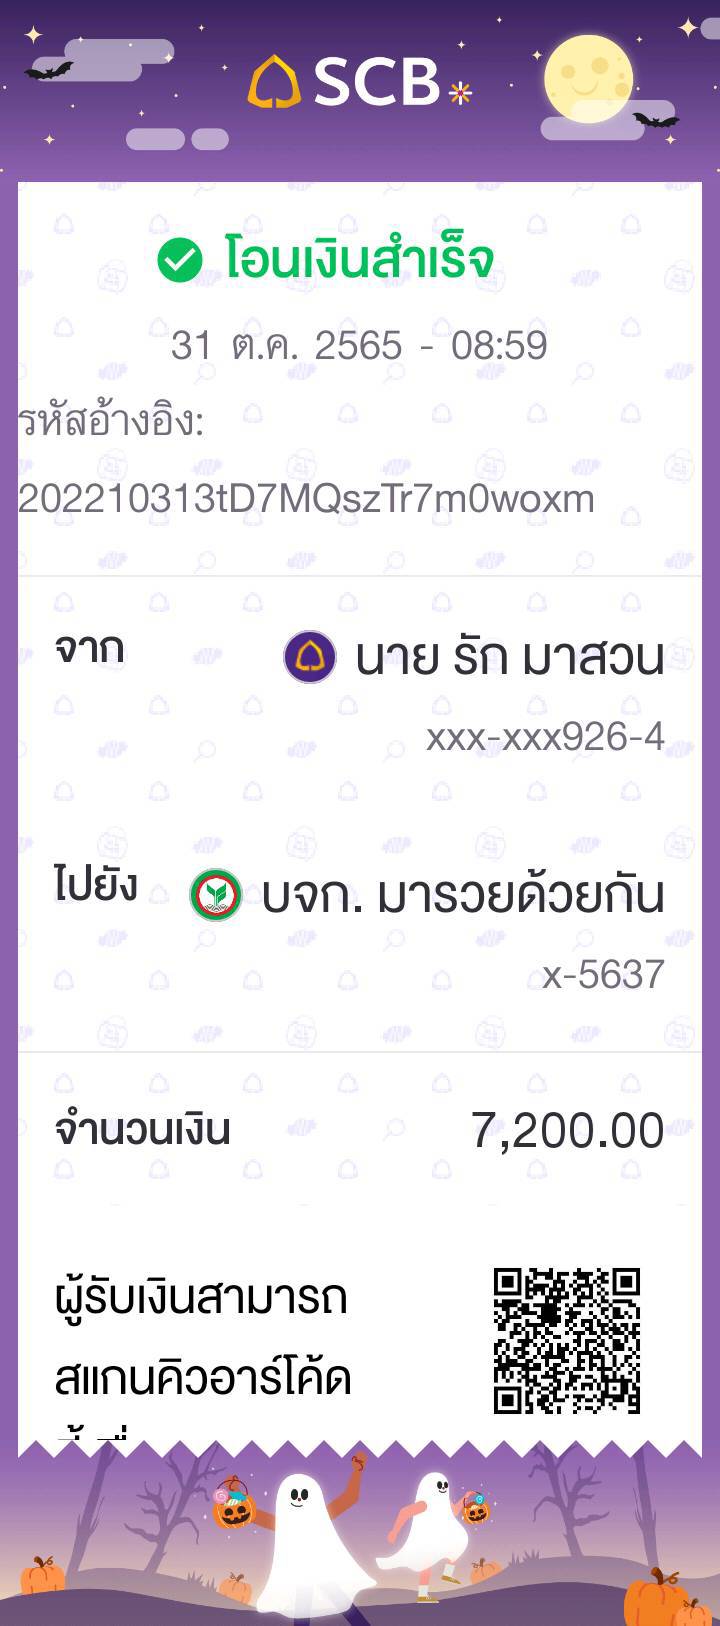 SCB
โอนเงินสำเร็จ
31 ต.ค. 2565 - 08:59
รหัสอ้างอิง:
202210313tD7MQszTr7m0woxm
จาก
นาย รัก มาสวน
xxx-xxx926-4
ไปยัง
บจก. มารวยด้วยกัน
x-5637
จำนวนเงิน
7,200.00
ผู้รับเงินสามารถ
สแกนคิวอาร์โค้ด